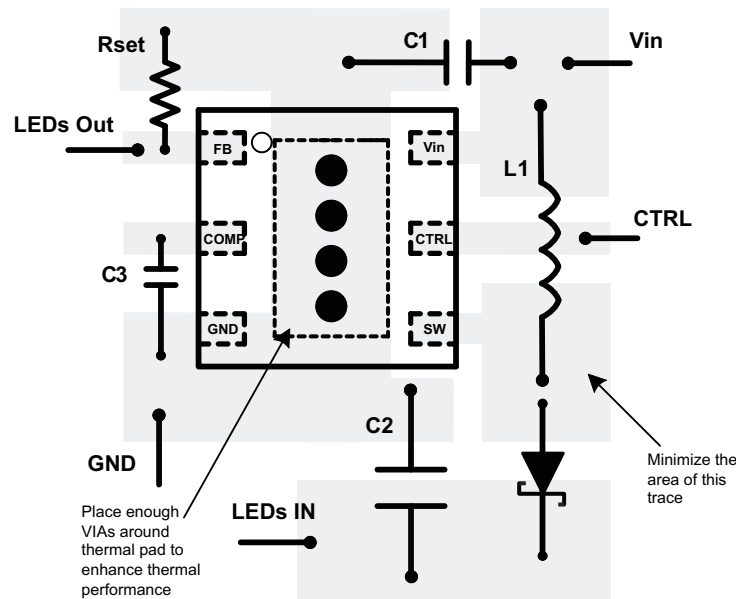 C1
Rset
Vin
LEDs Out
FB
Vin
L1
COMP
CTRL
CTRL
C3
GND
SW
C2
GND
Minimize the
area of this
trace
Place enough
VIAs around
thermal pad to
enhance thermal
performance
LEDs IN